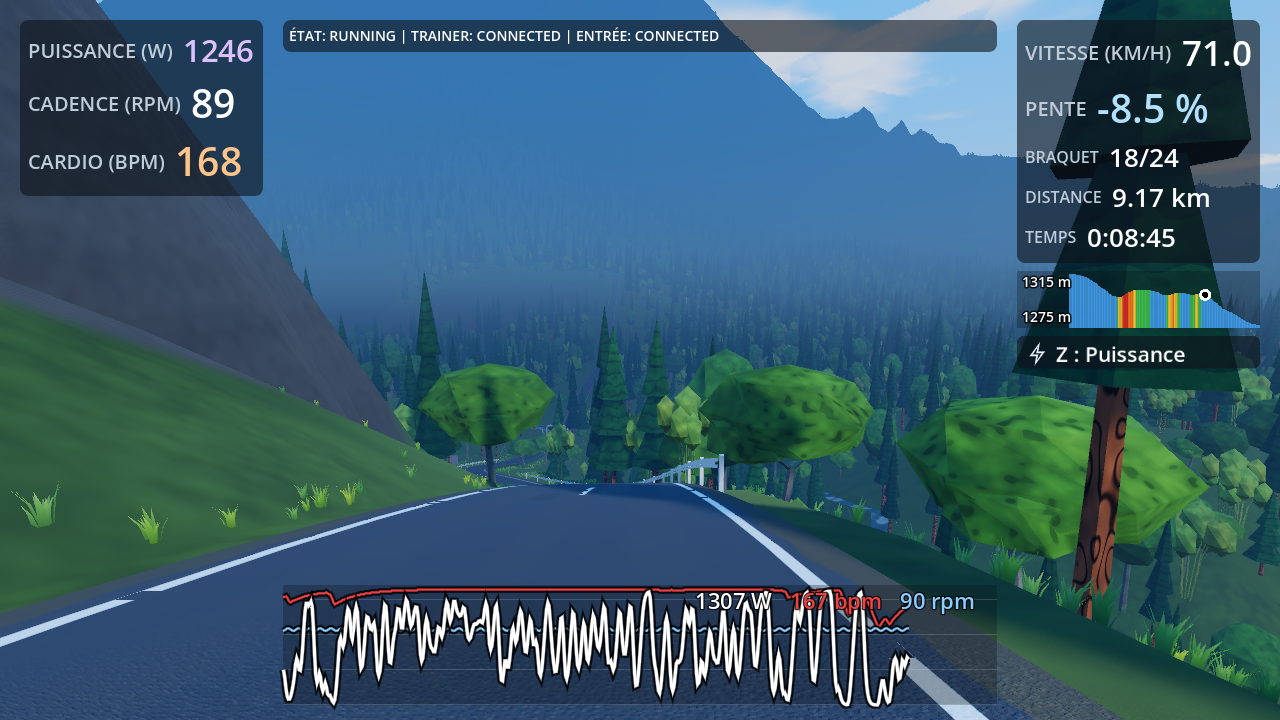 PUISSANCE (W) 1246
CADENCE (RPM) 89
CARDIO (BPM) 168
ÉTAT: RUNNING | TRAINER: CONNECTED | ENTRÉE: CONNECTED
VITESSE (KM/H) 71.0
PENTE -8.5 %
BRAQUET 18/24
DISTANCE 9.17 km
TEMPS 0:08:45
1315 m
1275 m
Z : Puissance
1307 W 167 bpm 90 rpm